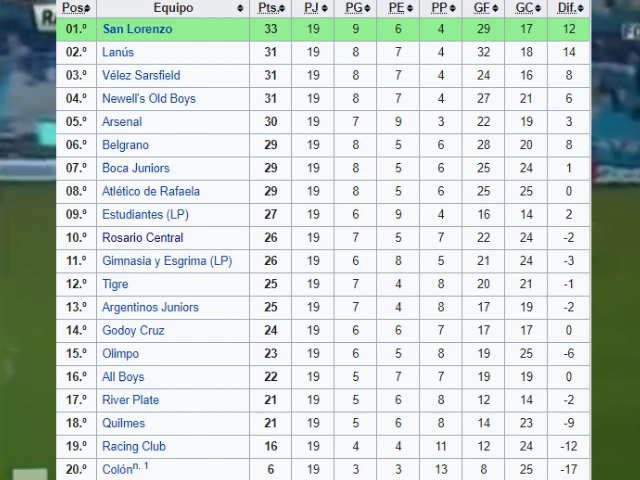 Pos. Equipo Pts. PJ PG PE PP GF GC Dif.
01.º San Lorenzo 33 19 9 6 4 29 17 12
02.º Lanús 31 19 8 7 4 32 18 14
03.º Vélez Sarsfield 31 19 8 7 4 24 16 8
04.º Newell's Old Boys 31 19 8 7 4 27 21 6
05.º Arsenal 30 19 7 9 3 22 19 3
06.º Belgrano 29 19 8 5 6 28 20 8
07.º Boca Juniors 29 19 8 5 6 25 24 1
08.º Atlético de Rafaela 29 19 8 5 6 25 25 0
09.º Estudiantes (LP) 27 19 6 9 4 16 14 2
10.º Rosario Central 26 19 7 5 7 22 24 -2
11.º Gimnasia y Esgrima (LP) 26 19 6 8 5 21 24 -3
12.º Tigre 25 19 7 4 8 20 21 -1
13.º Argentinos Juniors 25 19 7 4 8 17 19 -2
14.º Godoy Cruz 24 19 6 6 7 17 17 0
15.º Olimpo 23 19 6 5 8 19 25 -6
16.º All Boys 22 19 5 7 7 19 19 0
17.º River Plate 21 19 5 6 8 12 14 -2
18.º Quilmes 21 19 5 6 8 14 23 -9
19.º Racing Club 16 19 4 4 11 12 24 -12
20.º Colón n. 1 6 19 3 3 13 8 25 -17